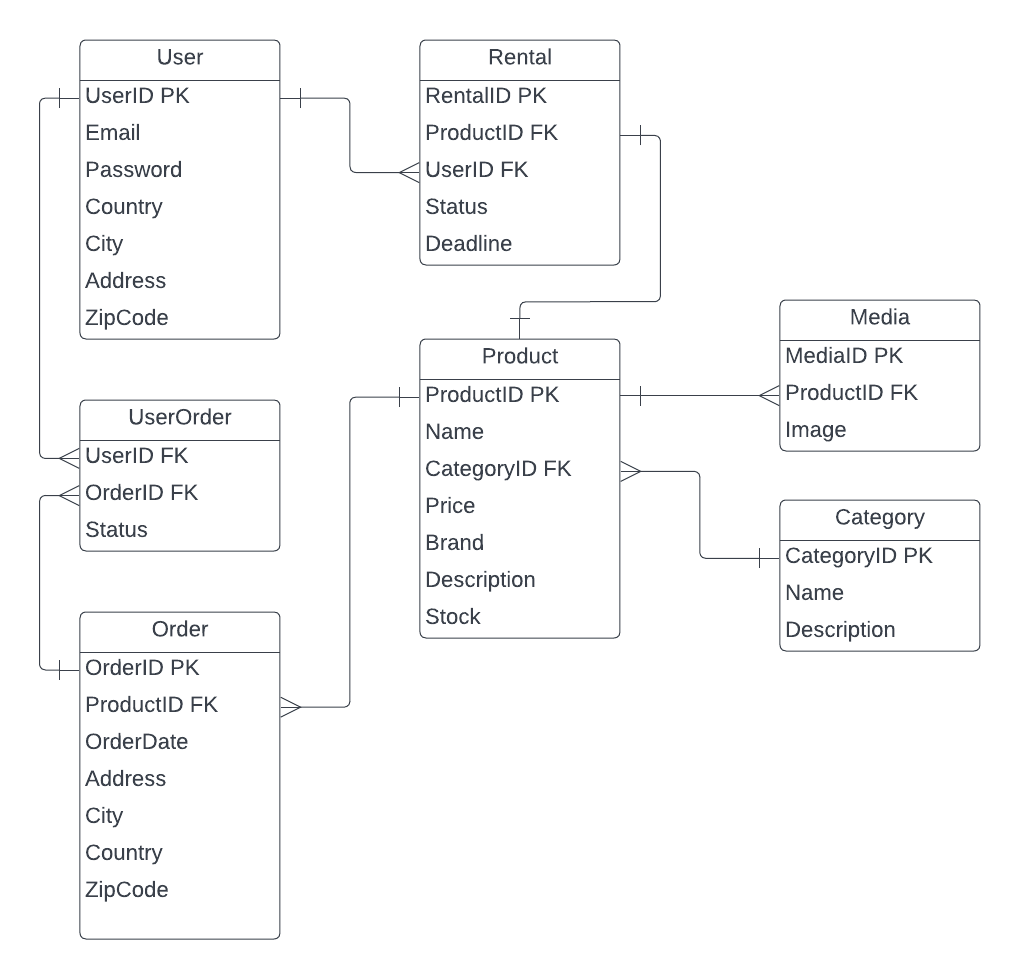 User
UserID PK
Email
Password
Country
City
Address
ZipCode
Rental
RentalID PK
ProductID FK
UserID FK
Status
Deadline
Product
ProductID PK
Name
CategoryID FK
Price
Brand
Description
Stock
Media
MediaID PK
ProductID FK
Image
UserOrder
UserID FK
OrderID FK
Status
Category
CategoryID PK
Name
Description
Order
OrderID PK
ProductID FK
OrderDate
Address
City
Country
ZipCode